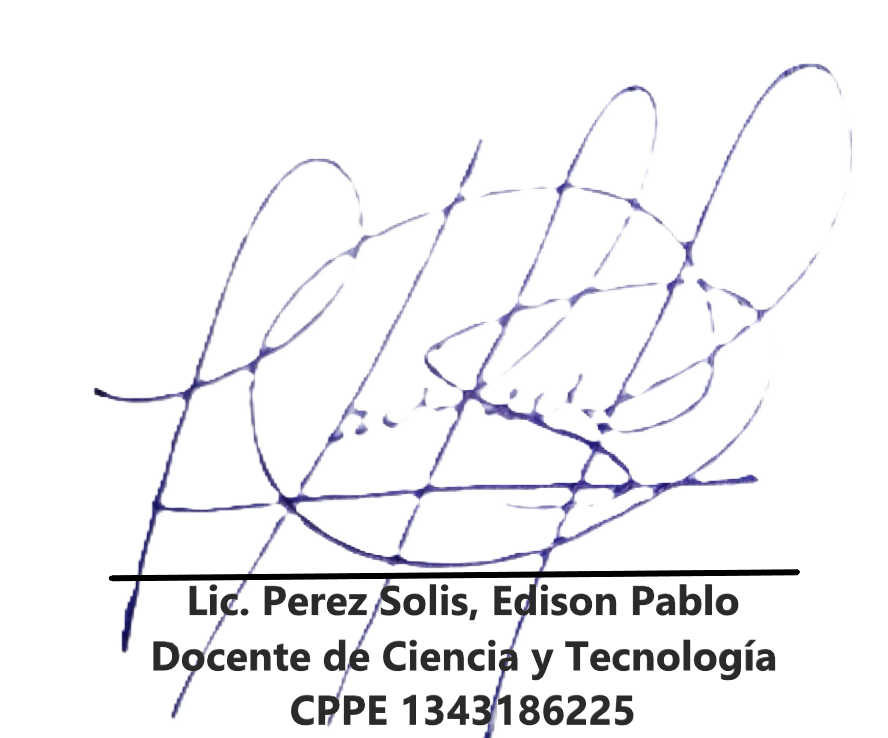 Lic. Perez Solis, Edison Pablo
Docente de Ciencia y Tecnología
CPPE 1343186225